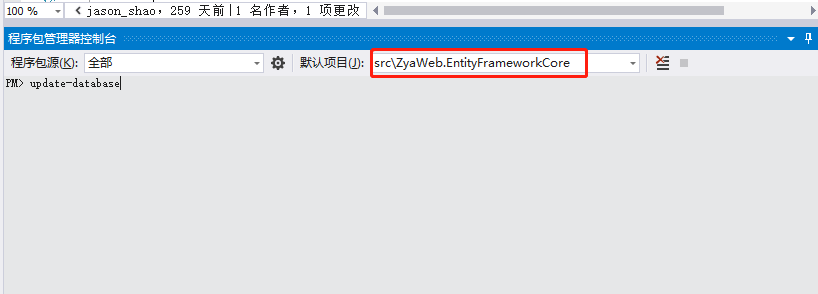 100 %
jason_shao，259 天前|1 名作者，1 项更改
程序包管理器控制台
程序包源(K): 全部 默认项目(J): src\ZyaWeb.EntityFrameworkCore
PM> update-database